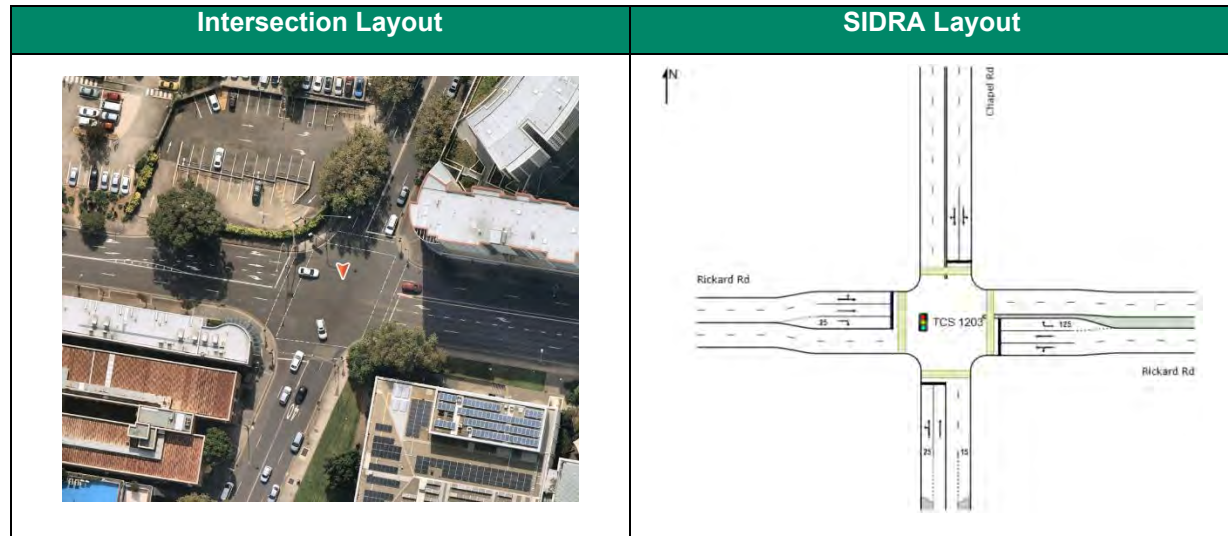 Intersection Layout
SIDRA Layout
N
Chapel Rd
Rickard Rd
25
TCS 1203
125
Rickard Rd
25
15